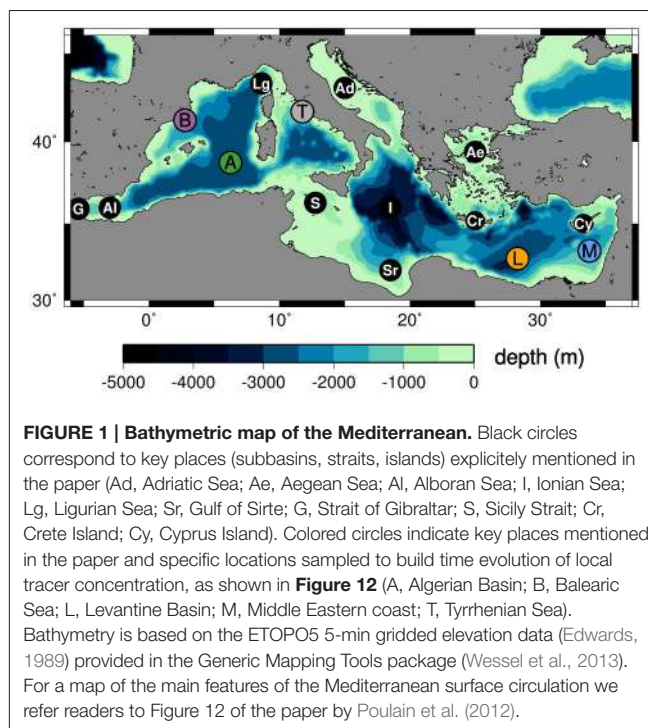 Lg
Ad
B
T
40°
A
Ae
G
Al
S
I
Cr
Cy
L
M
Sr
30°
0°
10°
20°
30°
depth (m)
-5000
-4000
-3000
-2000
-1000
0
FIGURE 1 | Bathymetric map of the Mediterranean. Black circles
correspond to key places (subbasins, straits, islands) explicitely mentioned in
the paper (Ad, Adriatic Sea; Ae, Aegean Sea; Al, Alboran Sea; I, Ionian Sea;
Lg, Ligurian Sea; Sr, Gulf of Sirte; G, Strait of Gibraltar; S, Sicily Strait; Cr,
Crete Island; Cy, Cyprus Island). Colored circles indicate key places mentioned
in the paper and specific locations sampled to build time evolution of local
tracer concentration, as shown in Figure 12 (A, Algerian Basin; B, Balearic
Sea; L, Levantine Basin; M, Middle Eastern coast; T, Tyrrhenian Sea).
Bathymetry is based on the ETOPO5 5-min gridded elevation data (Edwards,
1989) provided in the Generic Mapping Tools package (Wessel et al., 2013).
For a map of the main features of the Mediterranean surface circulation we
refer readers to Figure 12 of the paper by Poulain et al. (2012).